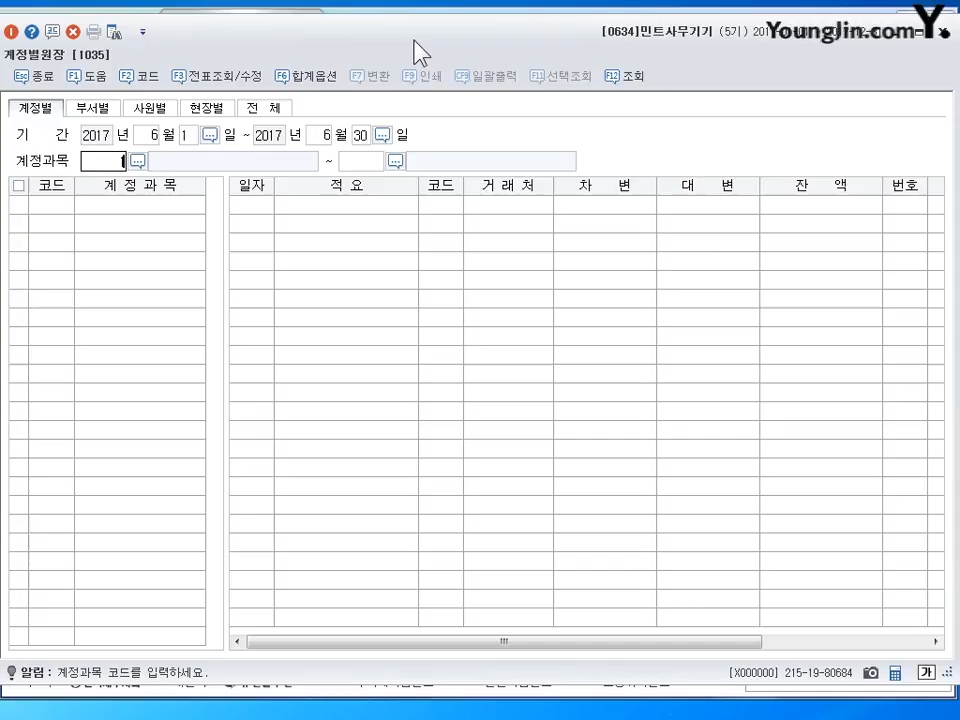 [0634]민트사무기기 (5기)
Younglin.com Y.
계정별원장 [1035]
Esc 종료 F1 도움 F2 코드 F3 전표조회/수정 F6 합계옵션 F7 변환 F9 인쇄 CF9 일괄출력 F11 선택조회 F12 조회
계정별 부서별 사원별 현장별 전 체
기 간 2017 년 6 월 1 일 ~ 2017 년 6 월 30 일
계정과목 ~
코드 계 정 과 목 일자 적 요 코드 거 래 처 차 변 대 변 잔 액 번호
알림 : 계정과목 코드를 입력하세요. [X000000] 215-19-80684 가